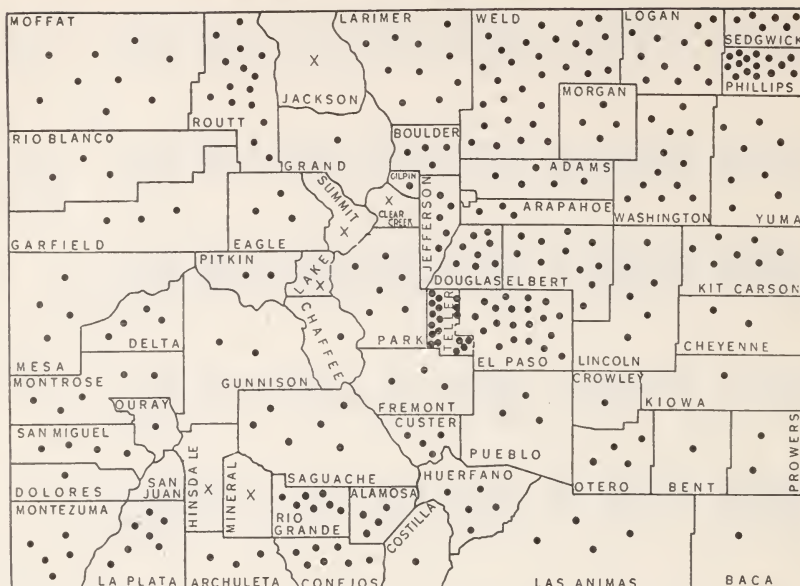 MOFFAT
LARIMER
WELD
LOGAN
SEDGWICK
X
JACKSON
MORGAN
PHILLIPS
ROUTT
RIO BLANCO
BOULDER
GRAND
ADAMS
GILPIN
SUMMIT
X
X
CLEAR
CREEK
JEFFERSON
ARAPAHOE
WASHINGTON
YUMA
GARFIELD
EAGLE
PITKIN
LAKE
X
DOUGLAS
ELBERT
KIT CARSON
CHAFFEE
TELLER
DELTA
PARK
CHEYENNE
MESA
EL PASO
LINCOLN
MONTROSE
GUNNISON
CROWLEY
OURAY
FREMONT
KIOWA
SAN MIGUEL
CUSTER
PUEBLO
PROWERS
HINSDALE
X
MINERAL
X
SAGUACHE
HUERFANO
OTERO
BENT
DOLORES
SAN
JUAN
ALAMOSA
MONTEZUMA
RIO
GRANDE
COSTILLA
LA PLATA
ARCHULETA
CONEJOS
LAS ANIMAS
BACA